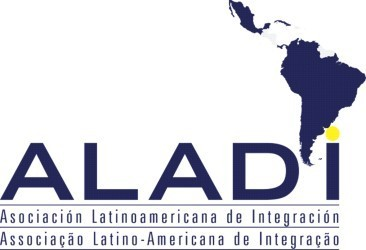 ALADi
Asociación Latinoamericana de Integración
Associação Latino-Americana de Integração